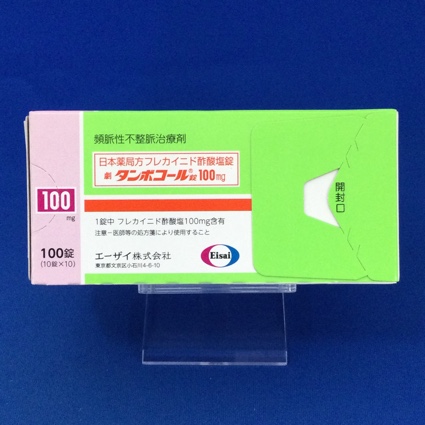 頻脈性不整脈治療剤
日本薬局方フレカイニド酢酸塩錠
劇 タンボコール®錠100mg
100
mg
1錠中 フレカイニド酢酸塩100mg含有
注意-医師等の処方箋により使用すること
100錠
(10錠×10)
エーザイ株式会社
東京都文京区小石川4-6-10
Eisai
開封口